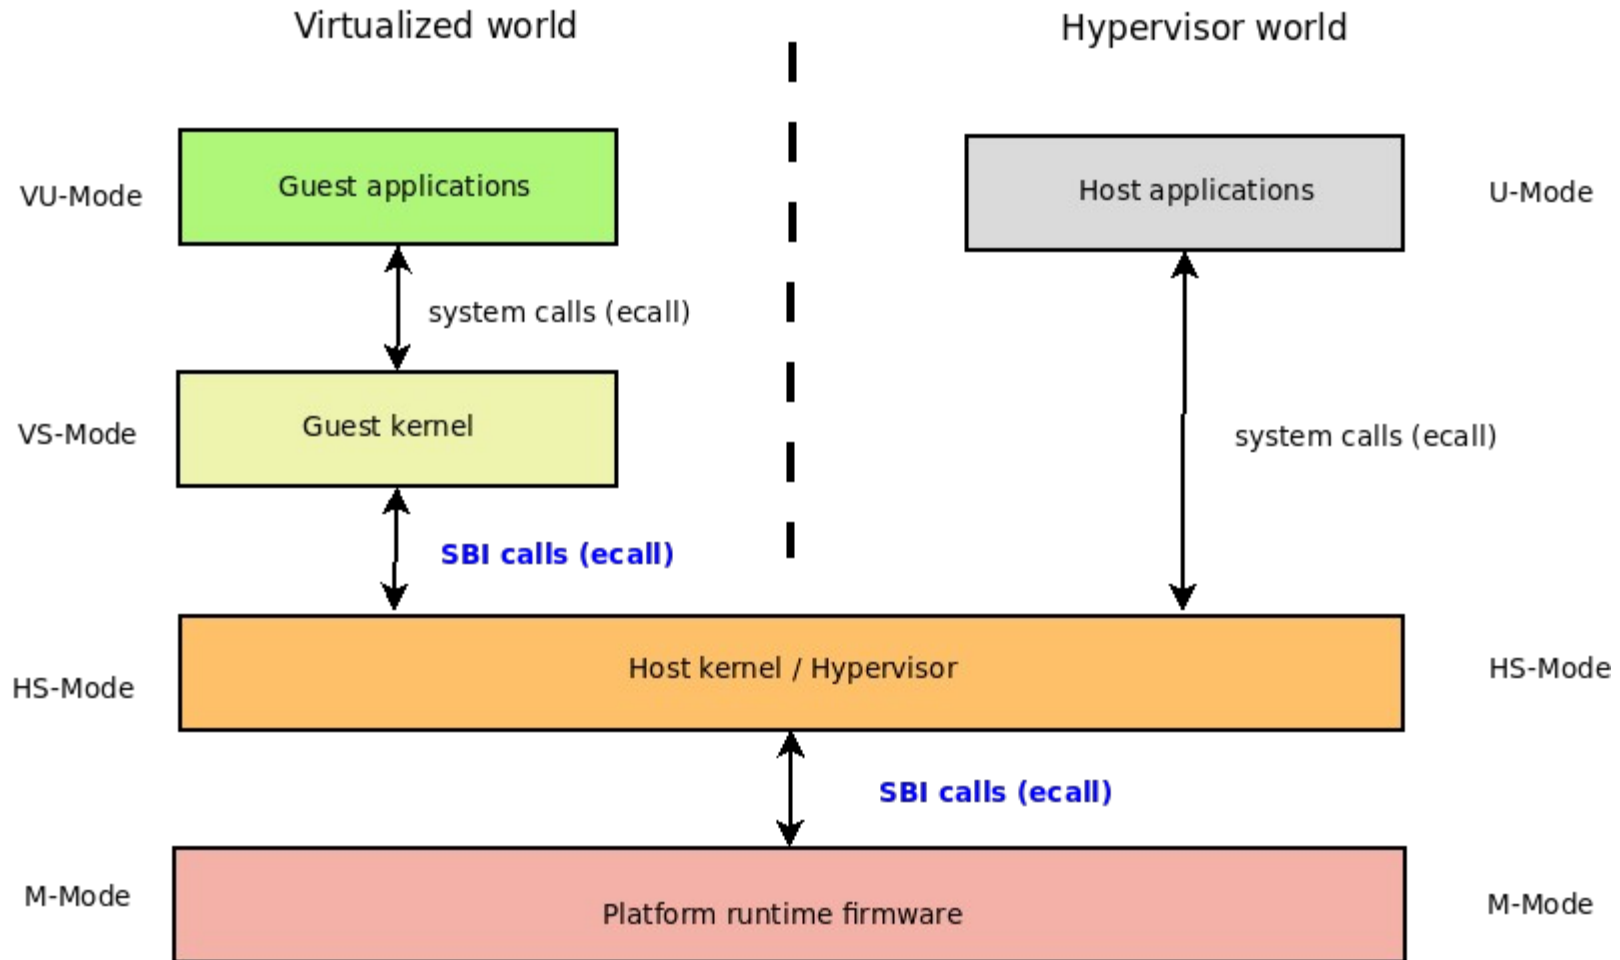 Virtualized world
Hypervisor world
VU-Mode
Guest applications
Host applications
U-Mode
system calls (ecall)
VS-Mode
Guest kernel
system calls (ecall)
SBI calls (ecall)
HS-Mode
Host kernel / Hypervisor
HS-Mode
SBI calls (ecall)
M-Mode
Platform runtime firmware
M-Mode